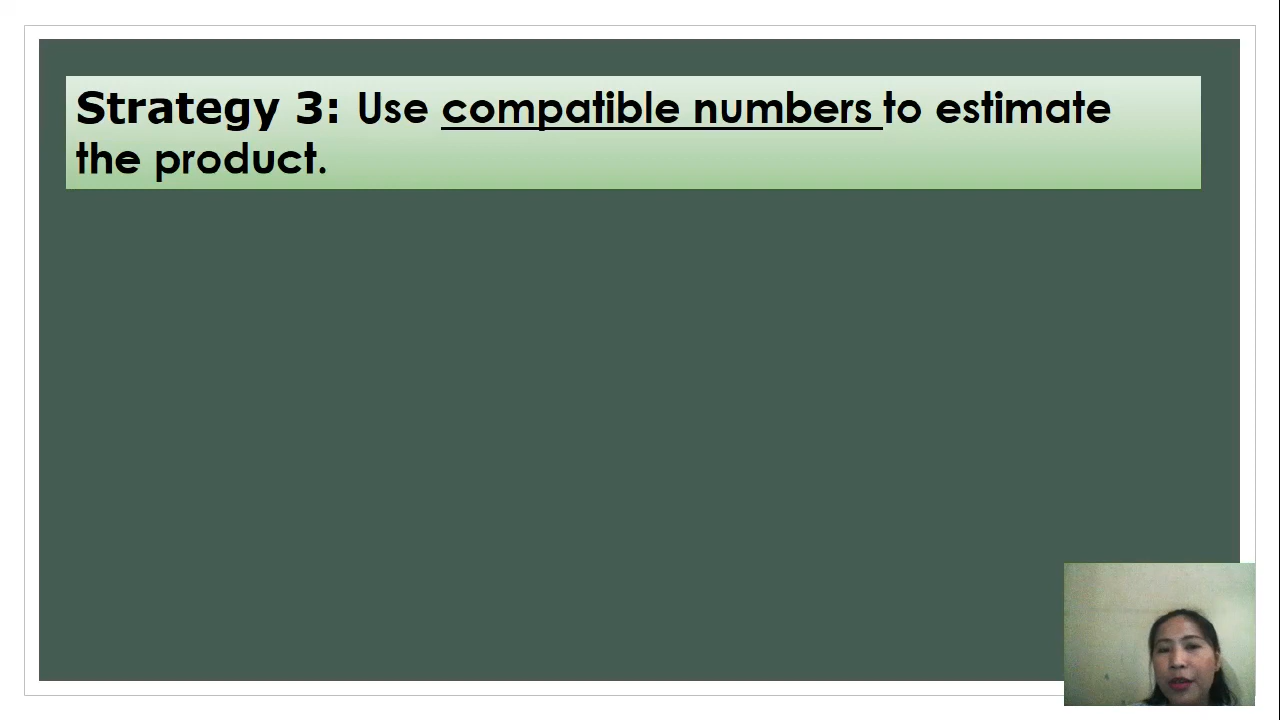 Strategy 3: Use compatible numbers to estimate
the product.